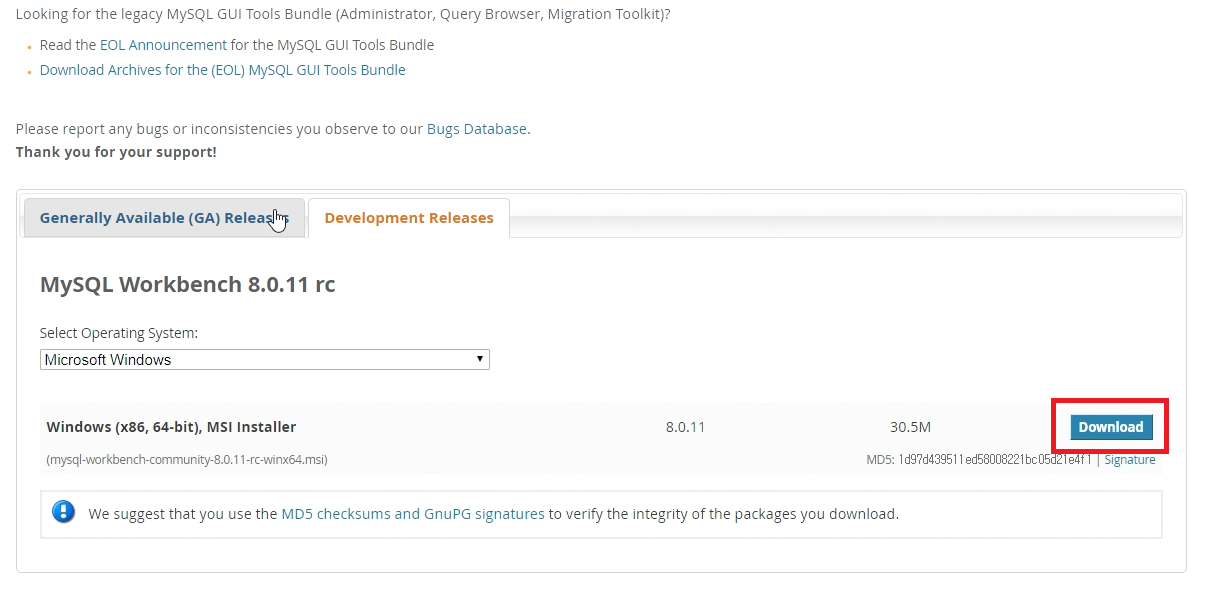 Looking for the legacy MySQL GUI Tools Bundle (Administrator, Query Browser, Migration Toolkit)?
Read the EOL Announcement for the MySQL GUI Tools Bundle
Download Archives for the (EOL) MySQL GUI Tools Bundle
Please report any bugs or inconsistencies you observe to our Bugs Database.
Thank you for your support!
Generally Available (GA) Releases Development Releases
MySQL Workbench 8.0.11 rc
Select Operating System:
Microsoft Windows
Windows (x86, 64-bit), MSI Installer 8.0.11 30.5M Download
(mysql-workbench-community-8.0.11-rc-winx64.msi) MD5: 1d97d439511ed58008221bc05d21e4f1 | Signature
We suggest that you use the MD5 checksums and GnuPG signatures to verify the integrity of the packages you download.